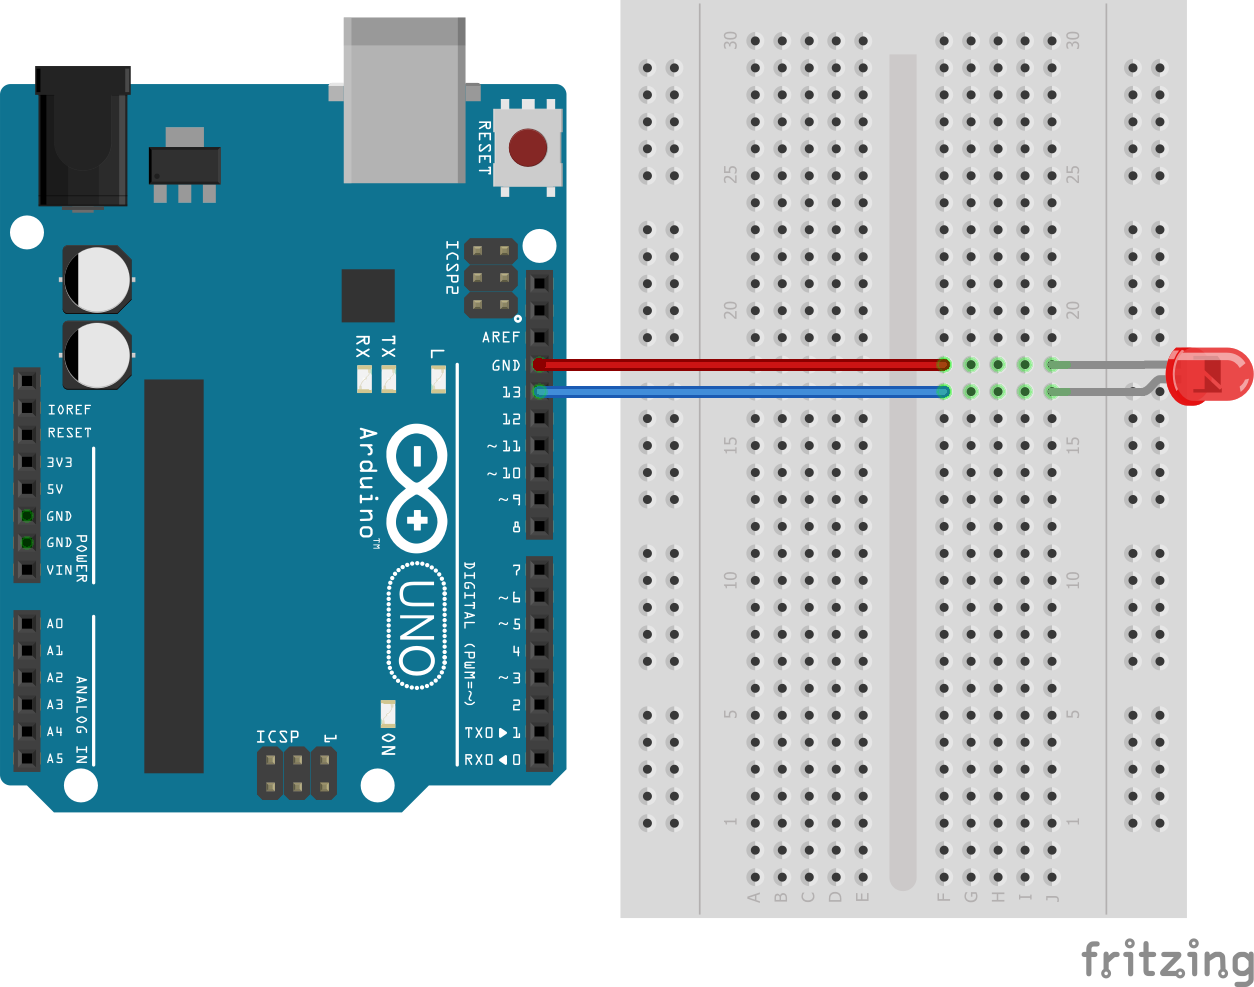 RESET
ICSP2
AREF
GND
13
12
~11
~10
~9
8
RX
TX
L
IOREF
RESET
3V3
5V
GND
GND
VIN
POWER
Arduino™
UNO
DIGITAL (PWM=~)
7
~6
~5
4
~3
2
TX0▶1
RX0◀0
A0
A1
A2
A3
A4
A5
ANALOG IN
ICSP
1
ON
30
30
25
25
20
20
15
15
10
10
5
5
1
1
A B C D E F G H I J
fritzing